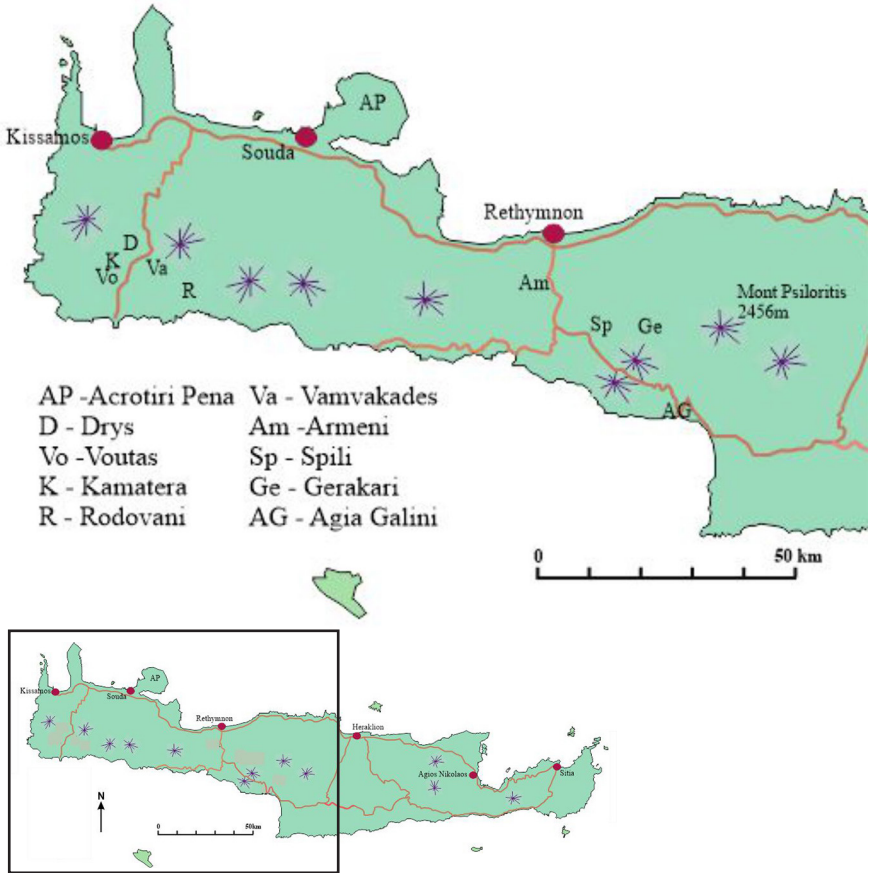 AP
Kissamos
Souda
Rethymnon
D
K
Va
Vo
R
Am
Mont Psiloritis
2456m
Sp
Ge
AG
AP -Acrotiri Pena
D - Drys
Vo -Voutas
K - Kamatera
R - Rodovani
Va - Vamvakades
Am -Armeni
Sp - Spili
Ge - Gerakari
AG - Agia Galini
0 50 km
Kissamos
Souda
AP
Rethymnon
Heraklion
Agios Nikolaos
Sitia
N
0 50km